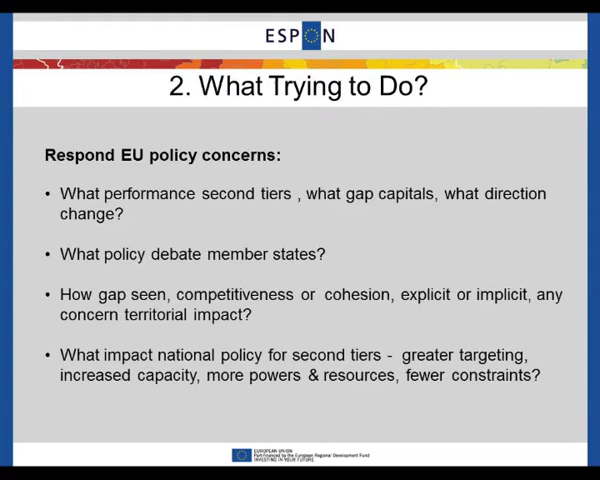 ESPON
2. What Trying to Do?
Respond EU policy concerns:
• What performance second tiers , what gap capitals, what direction
change?
• What policy debate member states?
• How gap seen, competitiveness or cohesion, explicit or implicit, any
concern territorial impact?
• What impact national policy for second tiers - greater targeting,
increased capacity, more powers & resources, fewer constraints?
EUROPEAN UNION
Part-financed by the European Regional Development Fund
INVESTING IN YOUR FUTURE